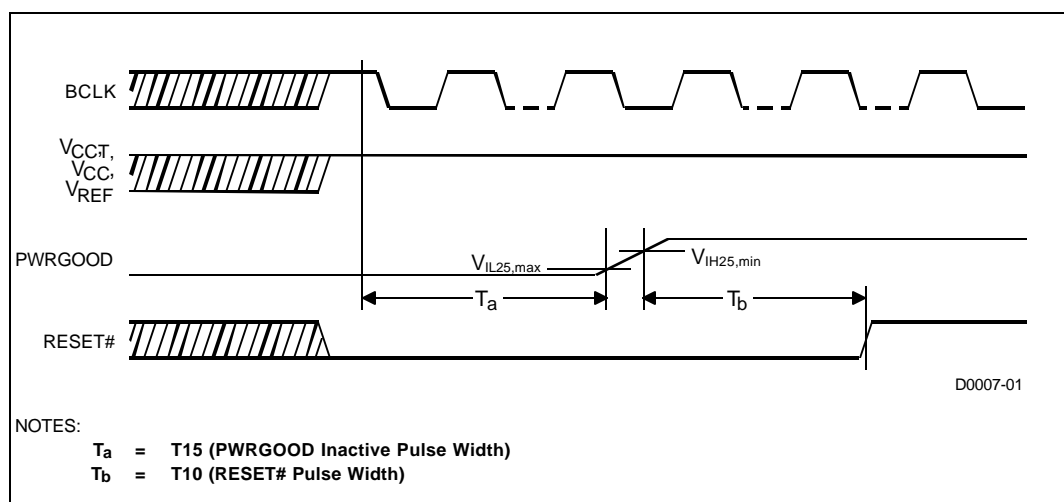 BCLK
VCCT,
VCC,
VREF
PWRGOOD
VIL25,max
VIH25,min
Ta
Tb
RESET#
D0007-01
NOTES:
Ta = T15 (PWRGOOD Inactive Pulse Width)
Tb = T10 (RESET# Pulse Width)